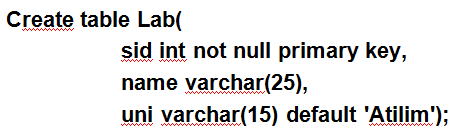 Create table Lab(
sid int not null primary key,
name varchar(25),
uni varchar(15) default 'Atilim');